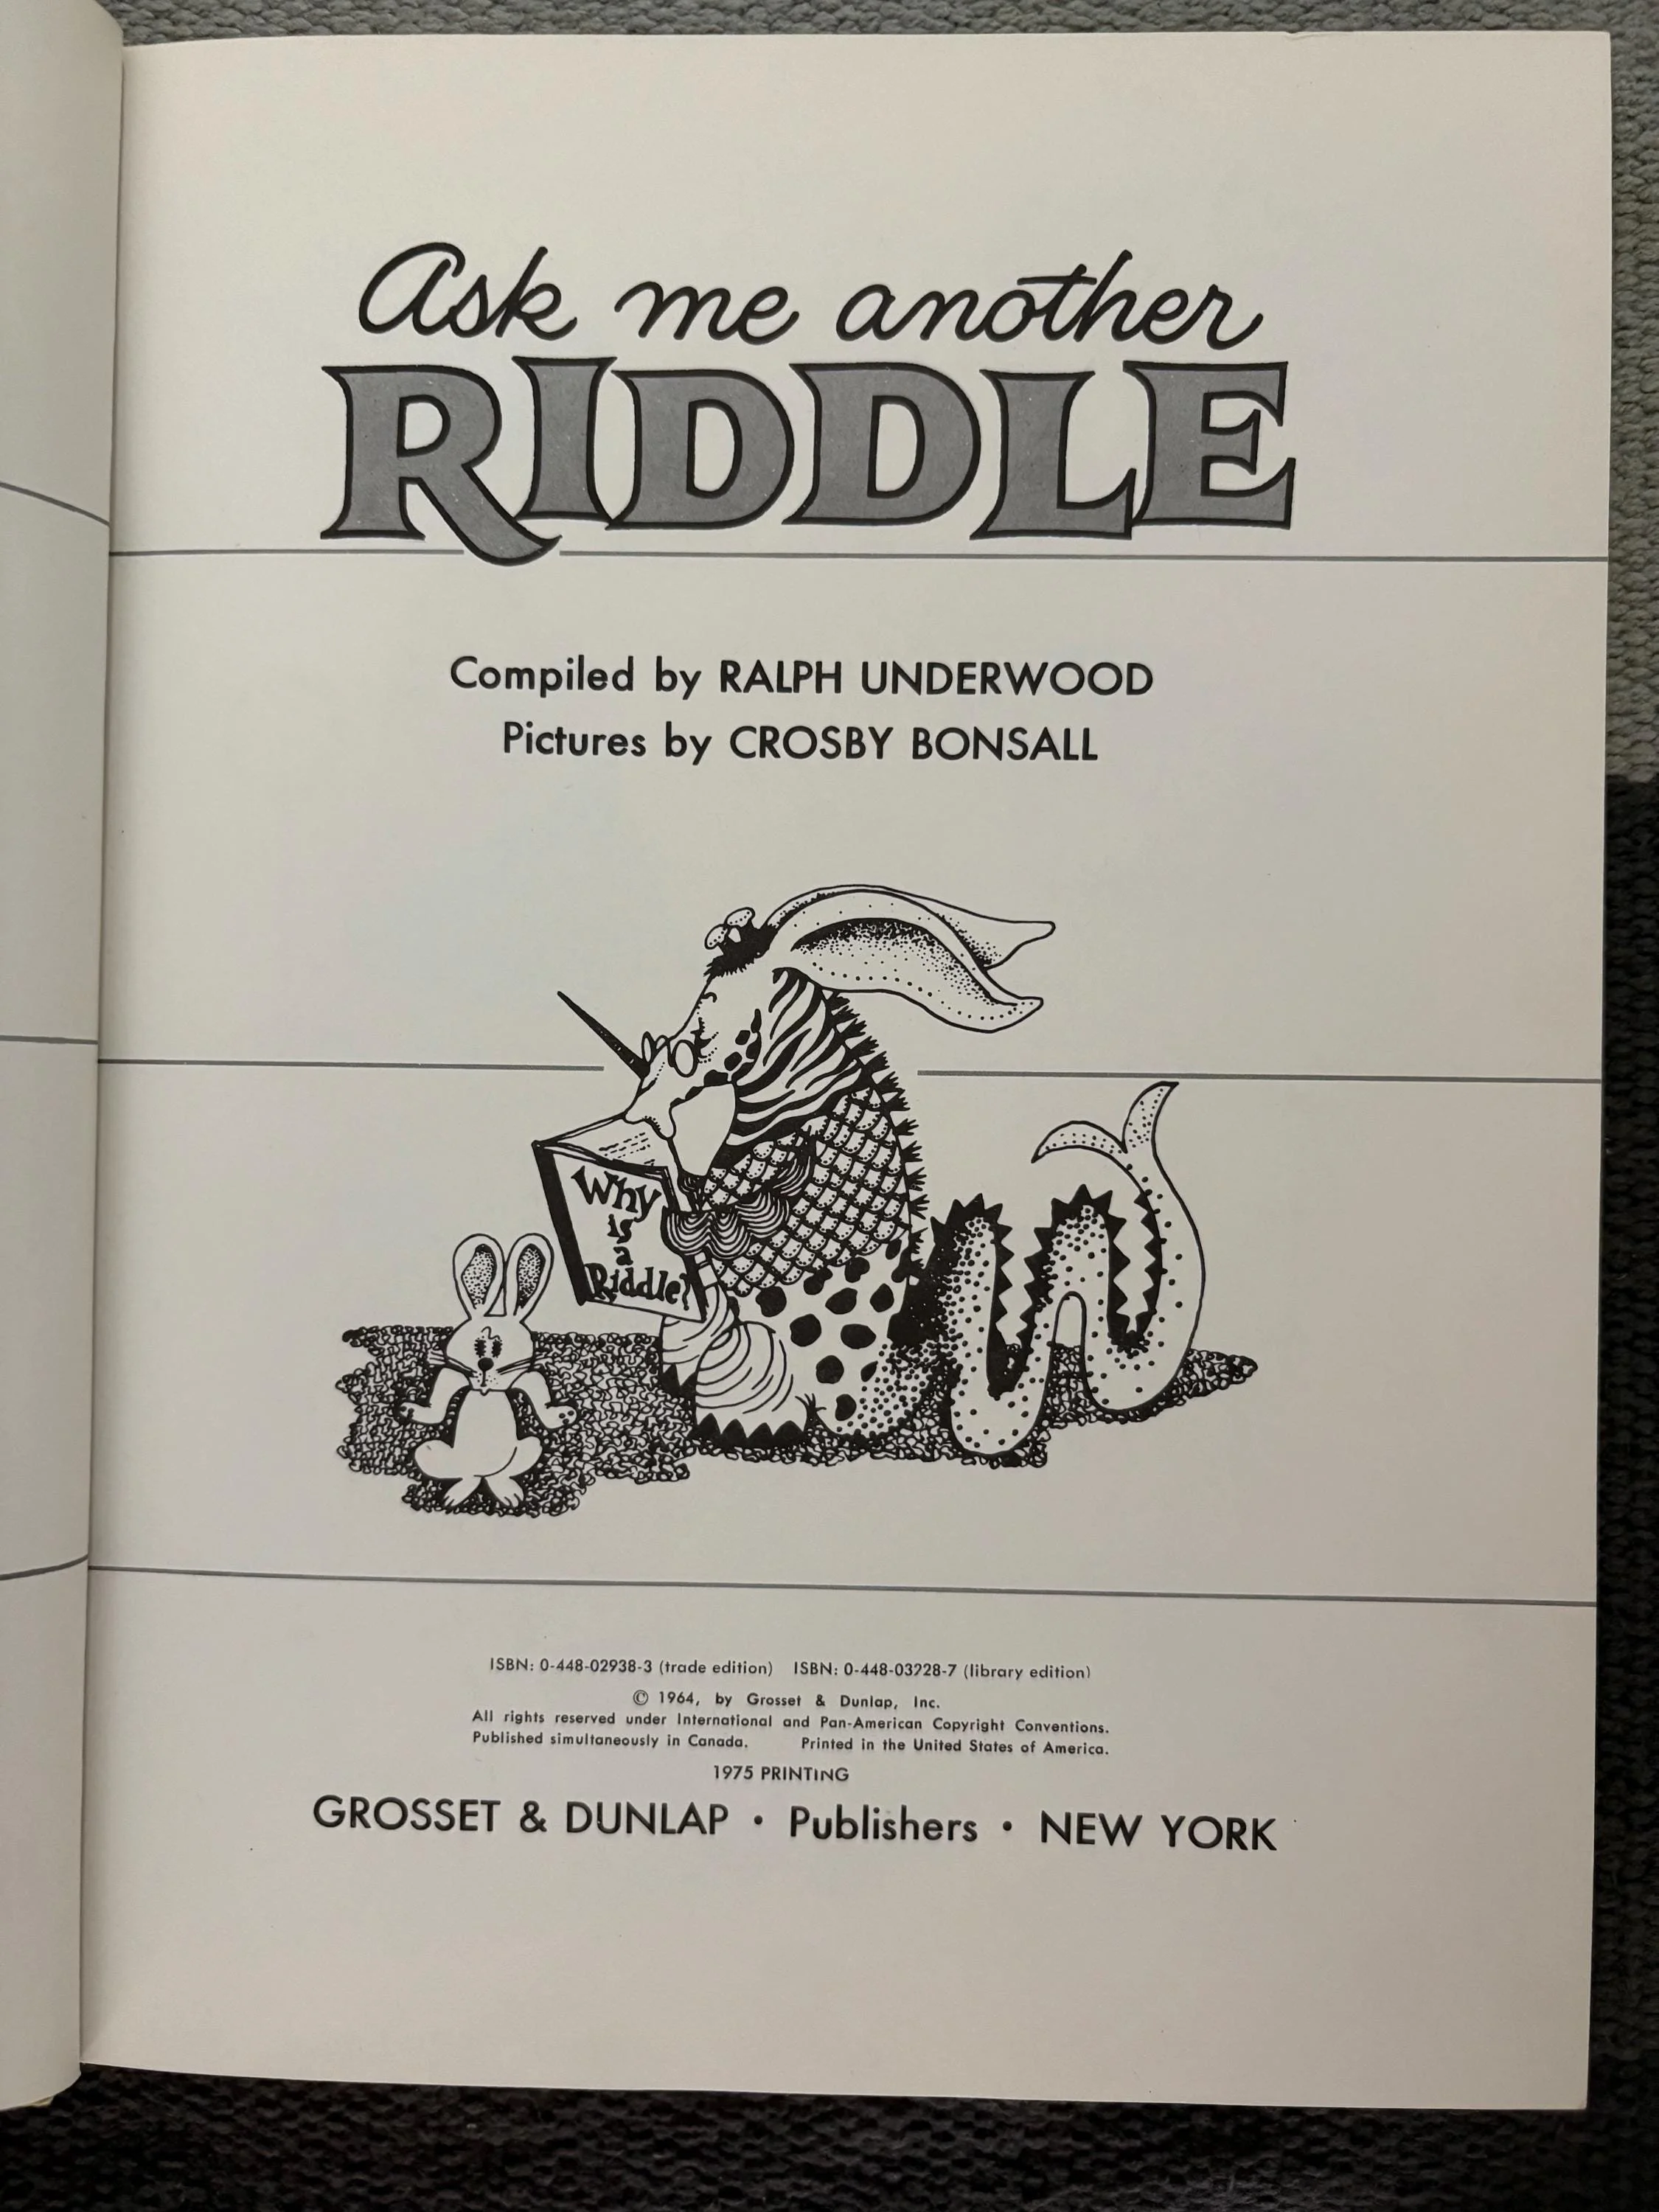 Ask me another
RIDDLE
Compiled by RALPH UNDERWOOD
Pictures by CROSBY BONSALL
Why
is
a
Riddle?
ISBN: 0-448-02938-3 (trade edition) ISBN: 0-448-03228-7 (library edition)
© 1964, by Grosset & Dunlap, Inc.
All rights reserved under International and Pan-American Copyright Conventions.
Published simultaneously in Canada. Printed in the United States of America.
1975 PRINTING
GROSSET & DUNLAP • Publishers • NEW YORK